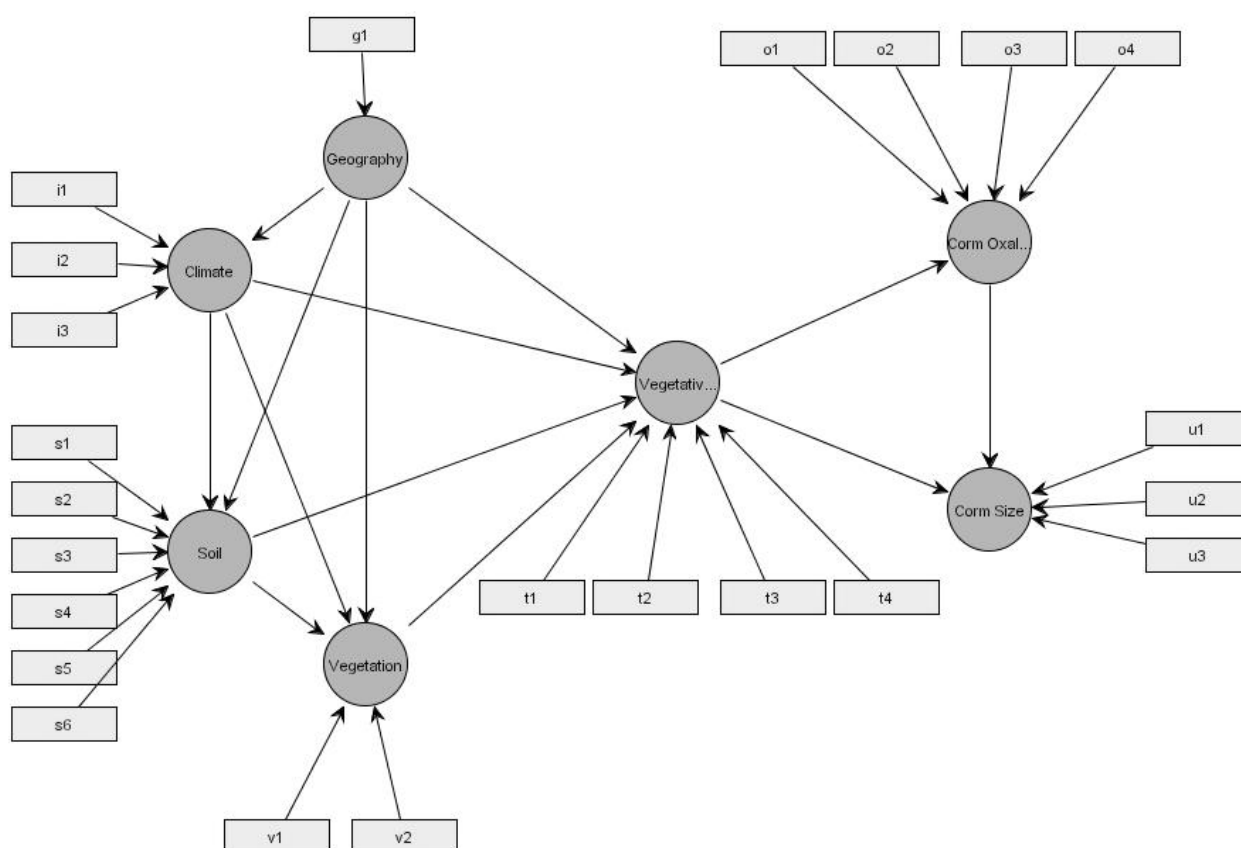 g1
o1
o2
o3
o4
Geography
i1
i2
i3
Climate
Corm Oxal...
Vegetativ...
s1
s2
s3
s4
s5
s6
Soil
Corm Size
u1
u2
u3
t1
t2
t3
t4
Vegetation
v1
v2